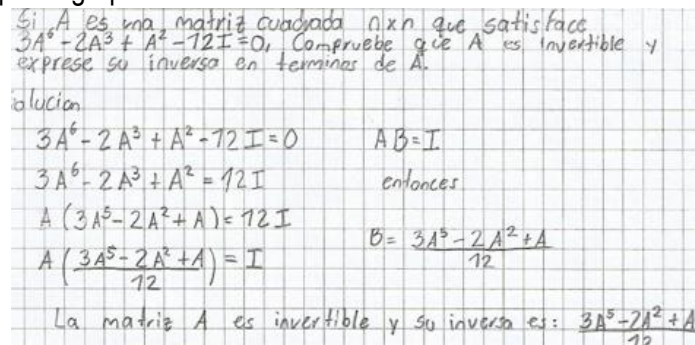 Si A es una matriz cuadrada nxn que satisface
3A⁶ - 2A³ + A² - 12I = 0, Compruebe que A es invertible y
exprese su inversa en terminos de A.
olucion
3A⁶ - 2A³ + A² - 12I = 0
AB = I
3A⁶ - 2A³ + A² = 12I
entonces
A (3A⁵ - 2A² + A) = 12I
B = (3A⁵ - 2A² + A)/12
A ((3A⁵ - 2A² + A)/12) = I
La matriz A es invertible y su inversa es: (3A⁵ - 2A² + A)/12